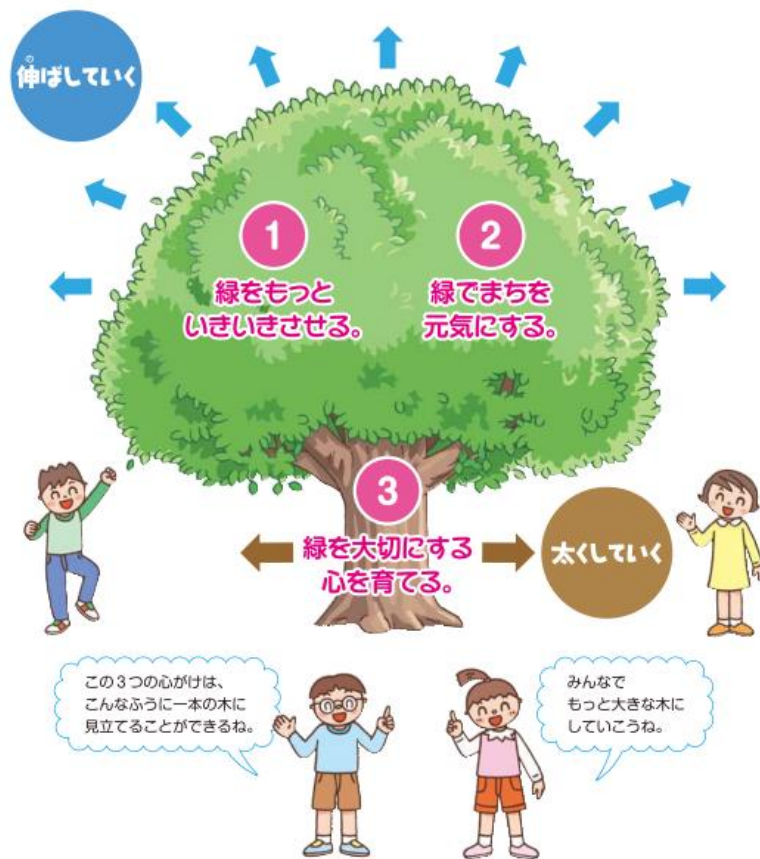 の
伸ばしていく
1
緑をもっと
いきいきさせる。
2
緑でまちを
元気にする。
3
緑を大切にする
心を育てる。
太くしていく
この3つの心がけは、
こんなふうに一本の木に
見立てることができるね。
みんなで
もっと大きな木に
していこうね。